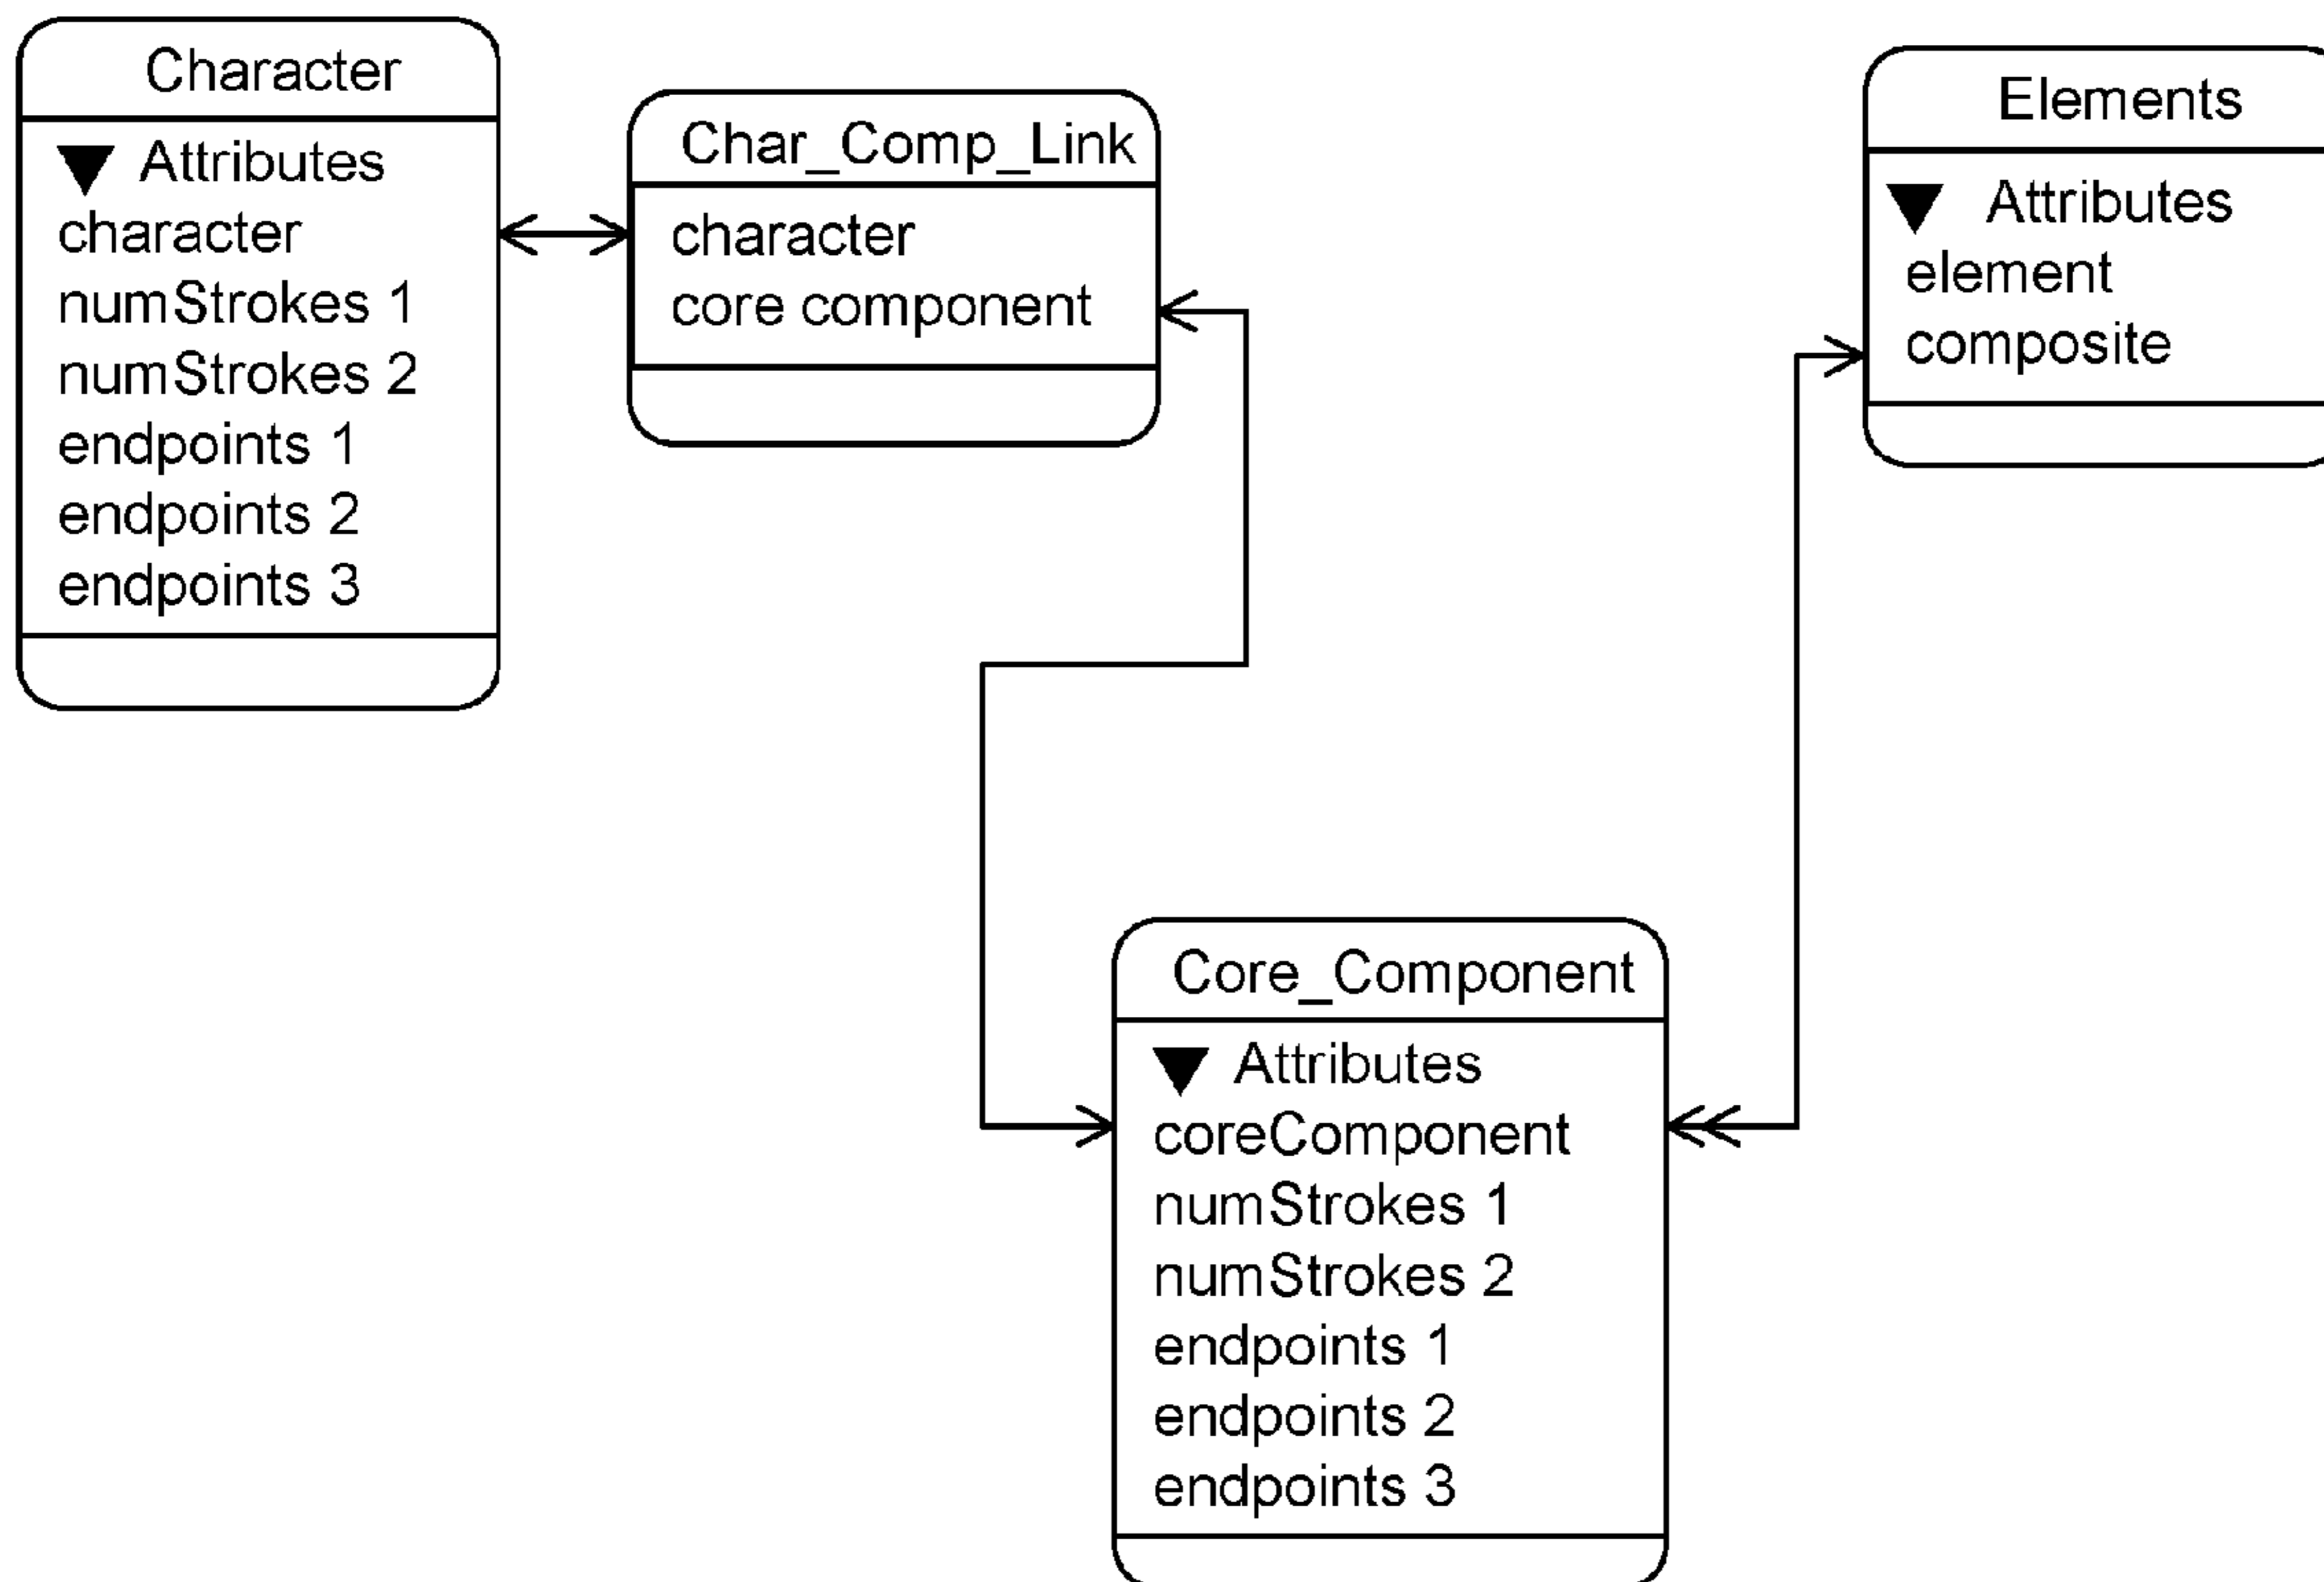 Character
Attributes
character
numStrokes 1
numStrokes 2
endpoints 1
endpoints 2
endpoints 3
Char_Comp_Link
character
core component
Elements
Attributes
element
composite
Core_Component
Attributes
coreComponent
numStrokes 1
numStrokes 2
endpoints 1
endpoints 2
endpoints 3